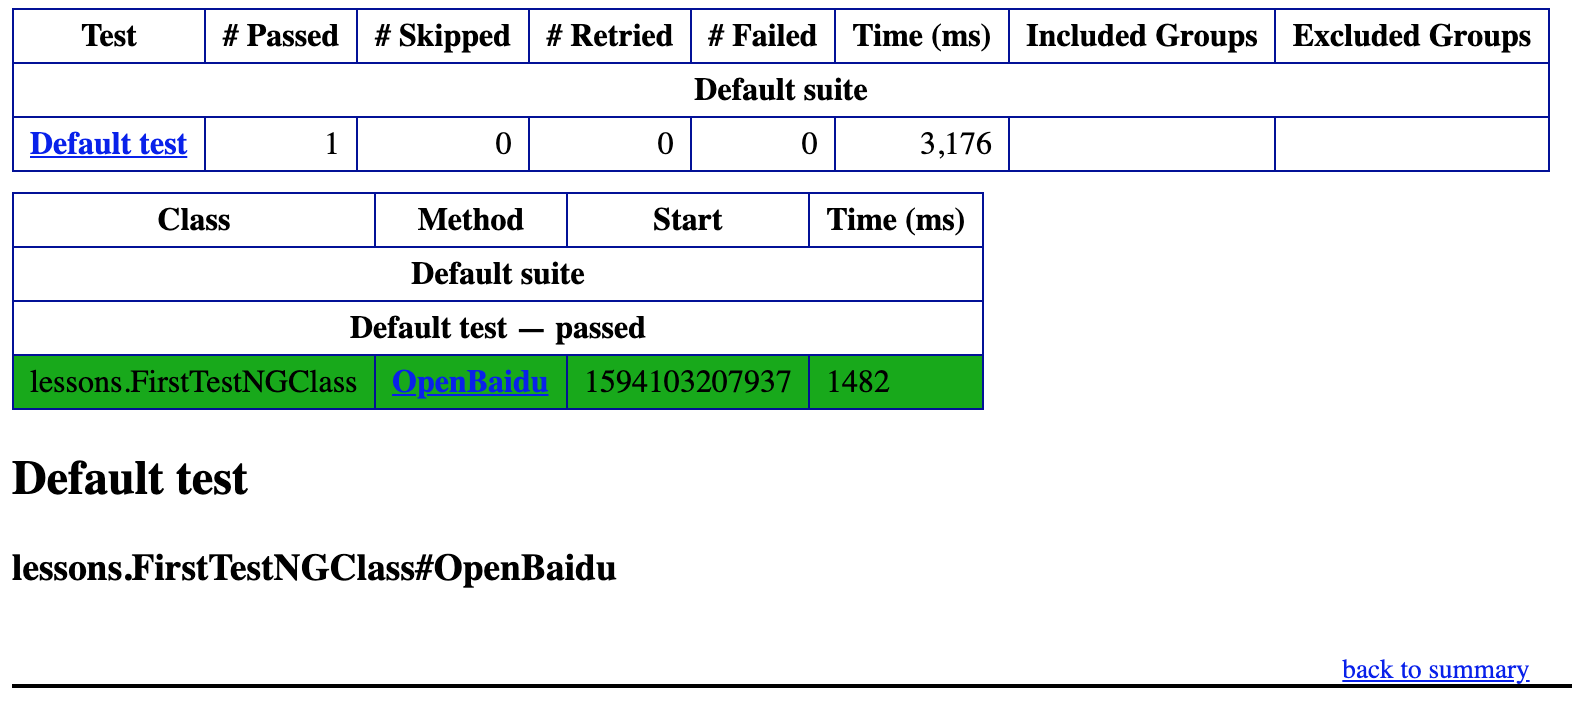 Test # Passed # Skipped # Retried # Failed Time (ms) Included Groups Excluded Groups
Default suite
Default test 1 0 0 0 3,176
Class Method Start Time (ms)
Default suite
Default test — passed
lessons.FirstTestNGClass OpenBaidu 1594103207937 1482
Default test
lessons.FirstTestNGClass#OpenBaidu
back to summary